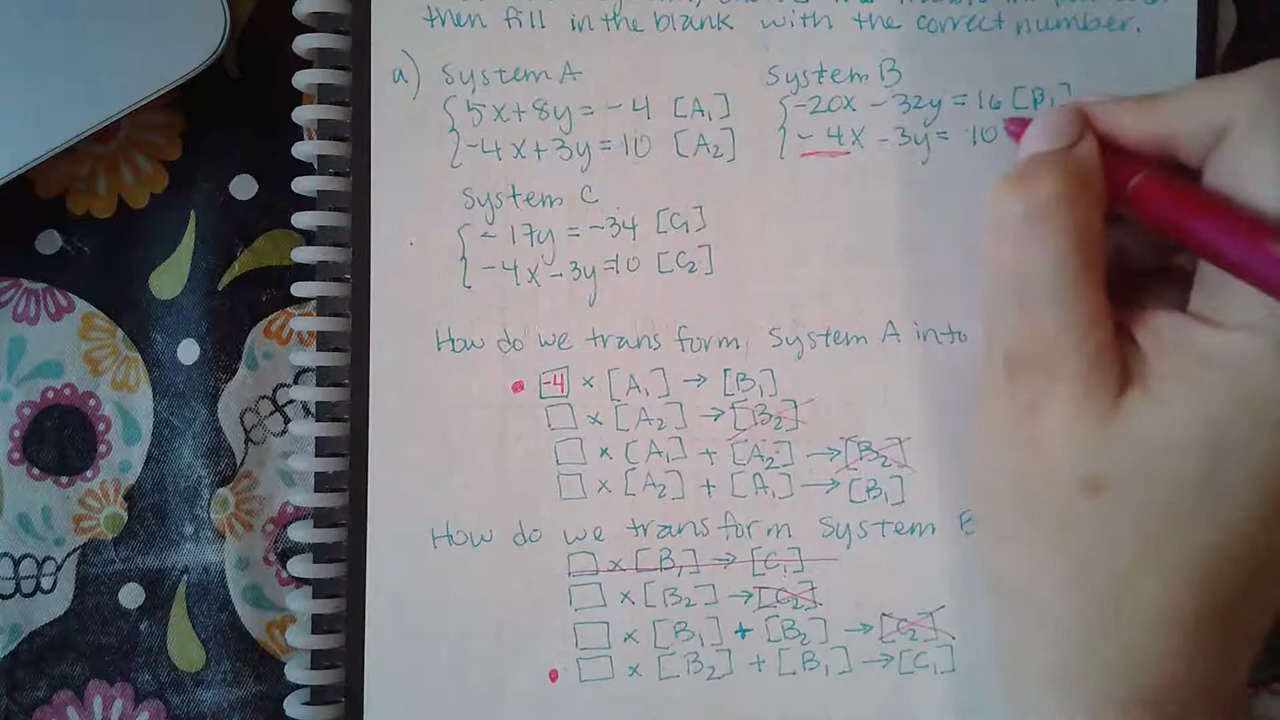 then fill in the blank with the correct number.
a) System A
5x+8y=-4 [A₁]
-4x+3y=10 [A₂]
System B
-20x-32y=16 [B₁]
-4x-3y=10
System C
-17y=-34 [C₁]
-4x-3y=10 [C₂]
How do we transform System A into
-4 × [A₁] → [B₁]
□ × [A₂] → [B₂]
□ × [A₁] + [A₂] → [B₂]
□ × [A₂] + [A₁] → [B₁]
How do we transform System B
□ × [B₁] → [C₁]
□ × [B₂] → [C₂]
□ × [B₁] + [B₂] → [C₂]
□ × [B₂] + [B₁] → [C₁]